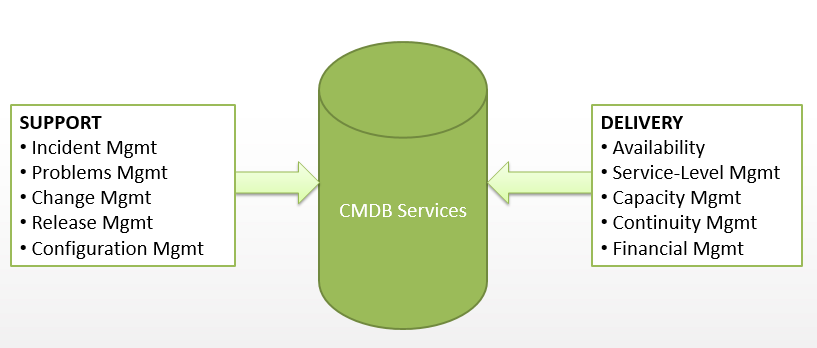 SUPPORT
• Incident Mgmt
• Problems Mgmt
• Change Mgmt
• Release Mgmt
• Configuration Mgmt
CMDB Services
DELIVERY
• Availability
• Service-Level Mgmt
• Capacity Mgmt
• Continuity Mgmt
• Financial Mgmt